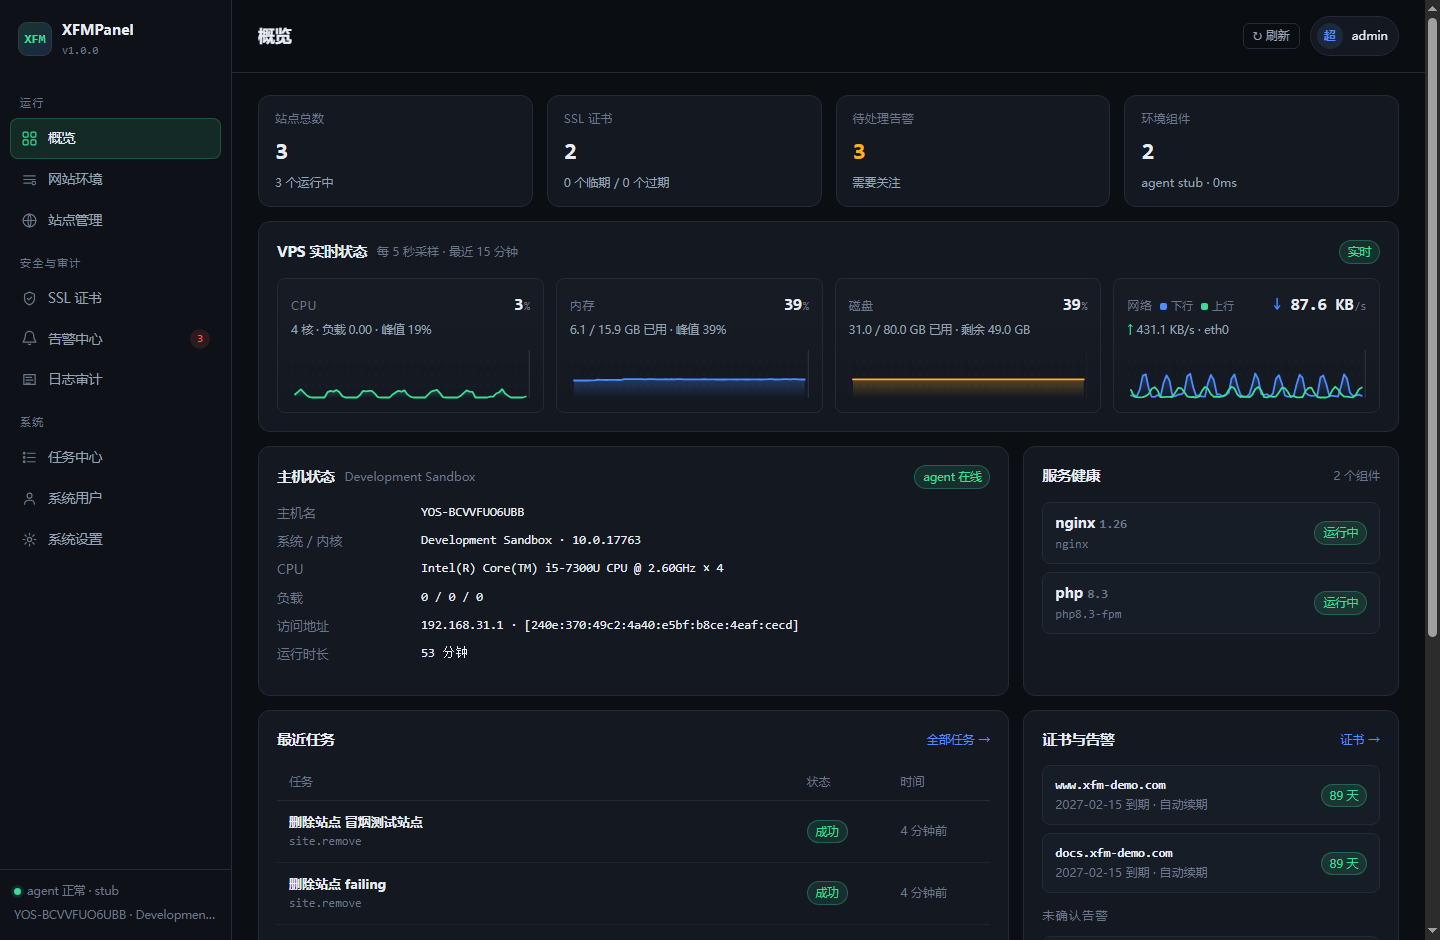 XFM
XFMPanel
v1.0.0
运行
概览
网站环境
站点管理
安全与审计
SSL 证书
告警中心
3
日志审计
系统
任务中心
系统用户
系统设置
agent 正常 · stub
YOS-BCVVFUO6UBB · Developmen...
概览
↻ 刷新
超
admin
站点总数
3
3 个运行中
SSL 证书
2
0 个临期 / 0 个过期
待处理告警
3
需要关注
环境组件
2
agent stub · 0ms
VPS 实时状态 每 5 秒采样 · 最近 15 分钟
实时
CPU 3%
4 核 · 负载 0.00 · 峰值 19%
内存 39%
6.1 / 15.9 GB 已用 · 峰值 39%
磁盘 39%
31.0 / 80.0 GB 已用 · 剩余 49.0 GB
网络 下行 上行 ↓ 87.6 KB/s
↑ 431.1 KB/s · eth0
主机状态 Development Sandbox
agent 在线
主机名 YOS-BCVVFUO6UBB
系统 / 内核 Development Sandbox · 10.0.17763
CPU Intel(R) Core(TM) i5-7300U CPU @ 2.60GHz × 4
负载 0 / 0 / 0
访问地址 192.168.31.1 · [240e:370:49c2:4a40:e5bf:b8ce:4eaf:cecd]
运行时长 53 分钟
服务健康 2 个组件
nginx 1.26
nginx
运行中
php 8.3
php8.3-fpm
运行中
最近任务 全部任务 →
任务 状态 时间
删除站点 冒烟测试站点
site.remove
成功 4 分钟前
删除站点 failing
site.remove
成功 4 分钟前
证书与告警 证书 →
www.xfm-demo.com
2027-02-15 到期 · 自动续期
89 天
docs.xfm-demo.com
2027-02-15 到期 · 自动续期
89 天
未确认告警